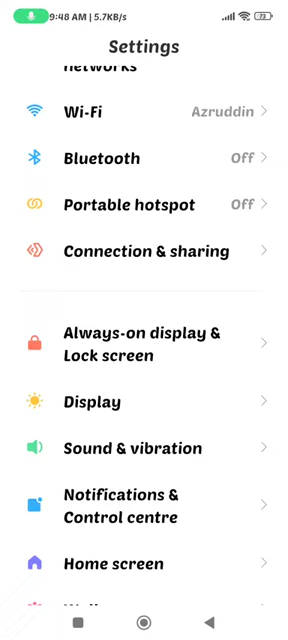 9:48 AM | 5.7KB/s
73
Settings
networks
Wi-Fi
Azruddin
Bluetooth
Off
Portable hotspot
Off
Connection & sharing
Always-on display &
Lock screen
Display
Sound & vibration
Notifications &
Control centre
Home screen